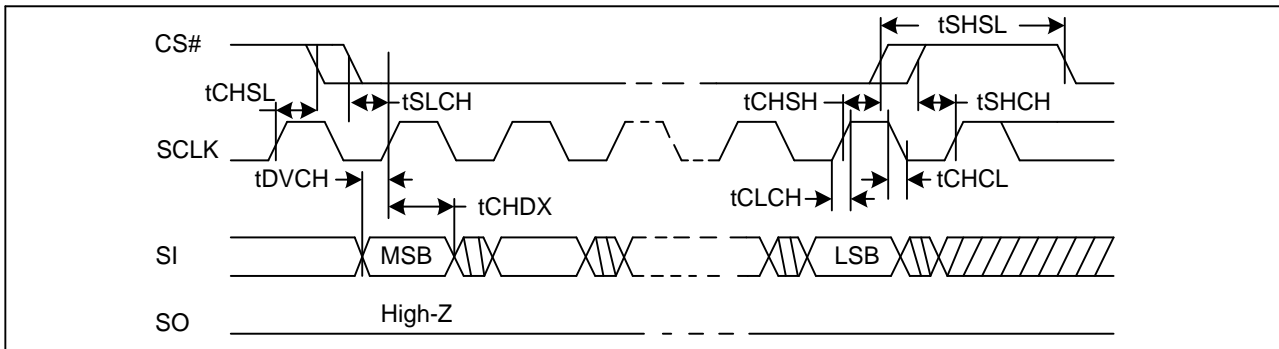 tSHSL
CS#
tCHSL
tSLCH
tCHSH
tSHCH
SCLK
tDVCH
tCHDX
tCLCH
tCHCL
SI
MSB
LSB
SO
High-Z